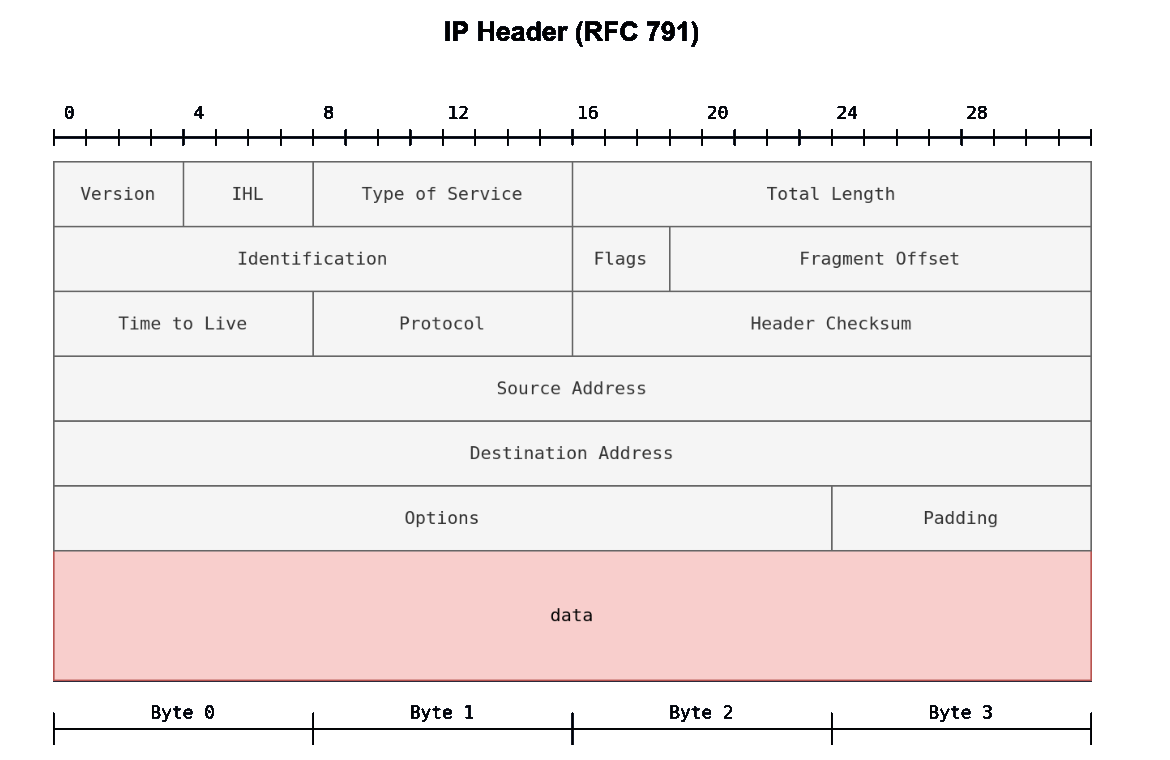 IP Header (RFC 791)
0 4 8 12 16 20 24 28
Version IHL Type of Service Total Length
Identification Flags Fragment Offset
Time to Live Protocol Header Checksum
Source Address
Destination Address
Options Padding
data
Byte 0 Byte 1 Byte 2 Byte 3